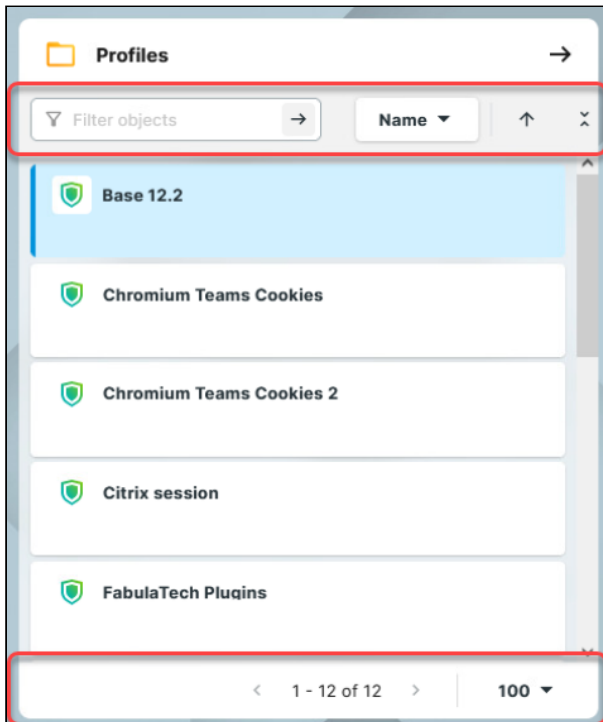 Profiles
Filter objects
Name
Base 12.2
Chromium Teams Cookies
Chromium Teams Cookies 2
Citrix session
FabulaTech Plugins
1 - 12 of 12
100